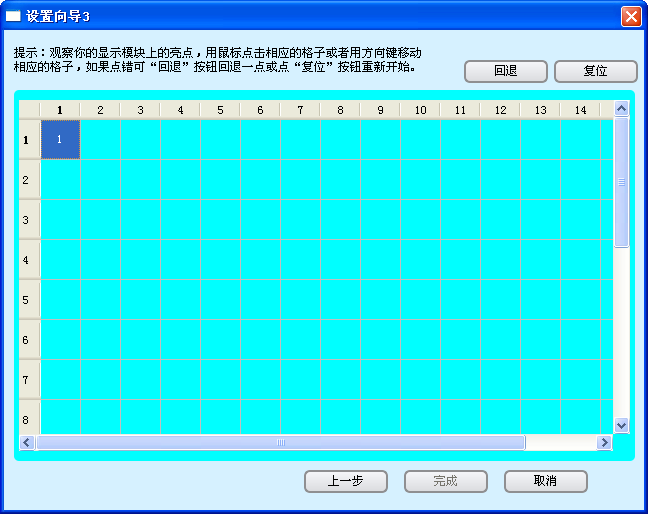 设置向导3
提示：观察你的显示模块上的亮点，用鼠标点击相应的格子或者用方向键移动
相应的格子，如果点错可“回退”按钮回退一点或点“复位”按钮重新开始。
回退 复位
1 2 3 4 5 6 7 8 9 10 11 12 13 14
1 1
2
3
4
5
6
7
8
上一步 完成 取消